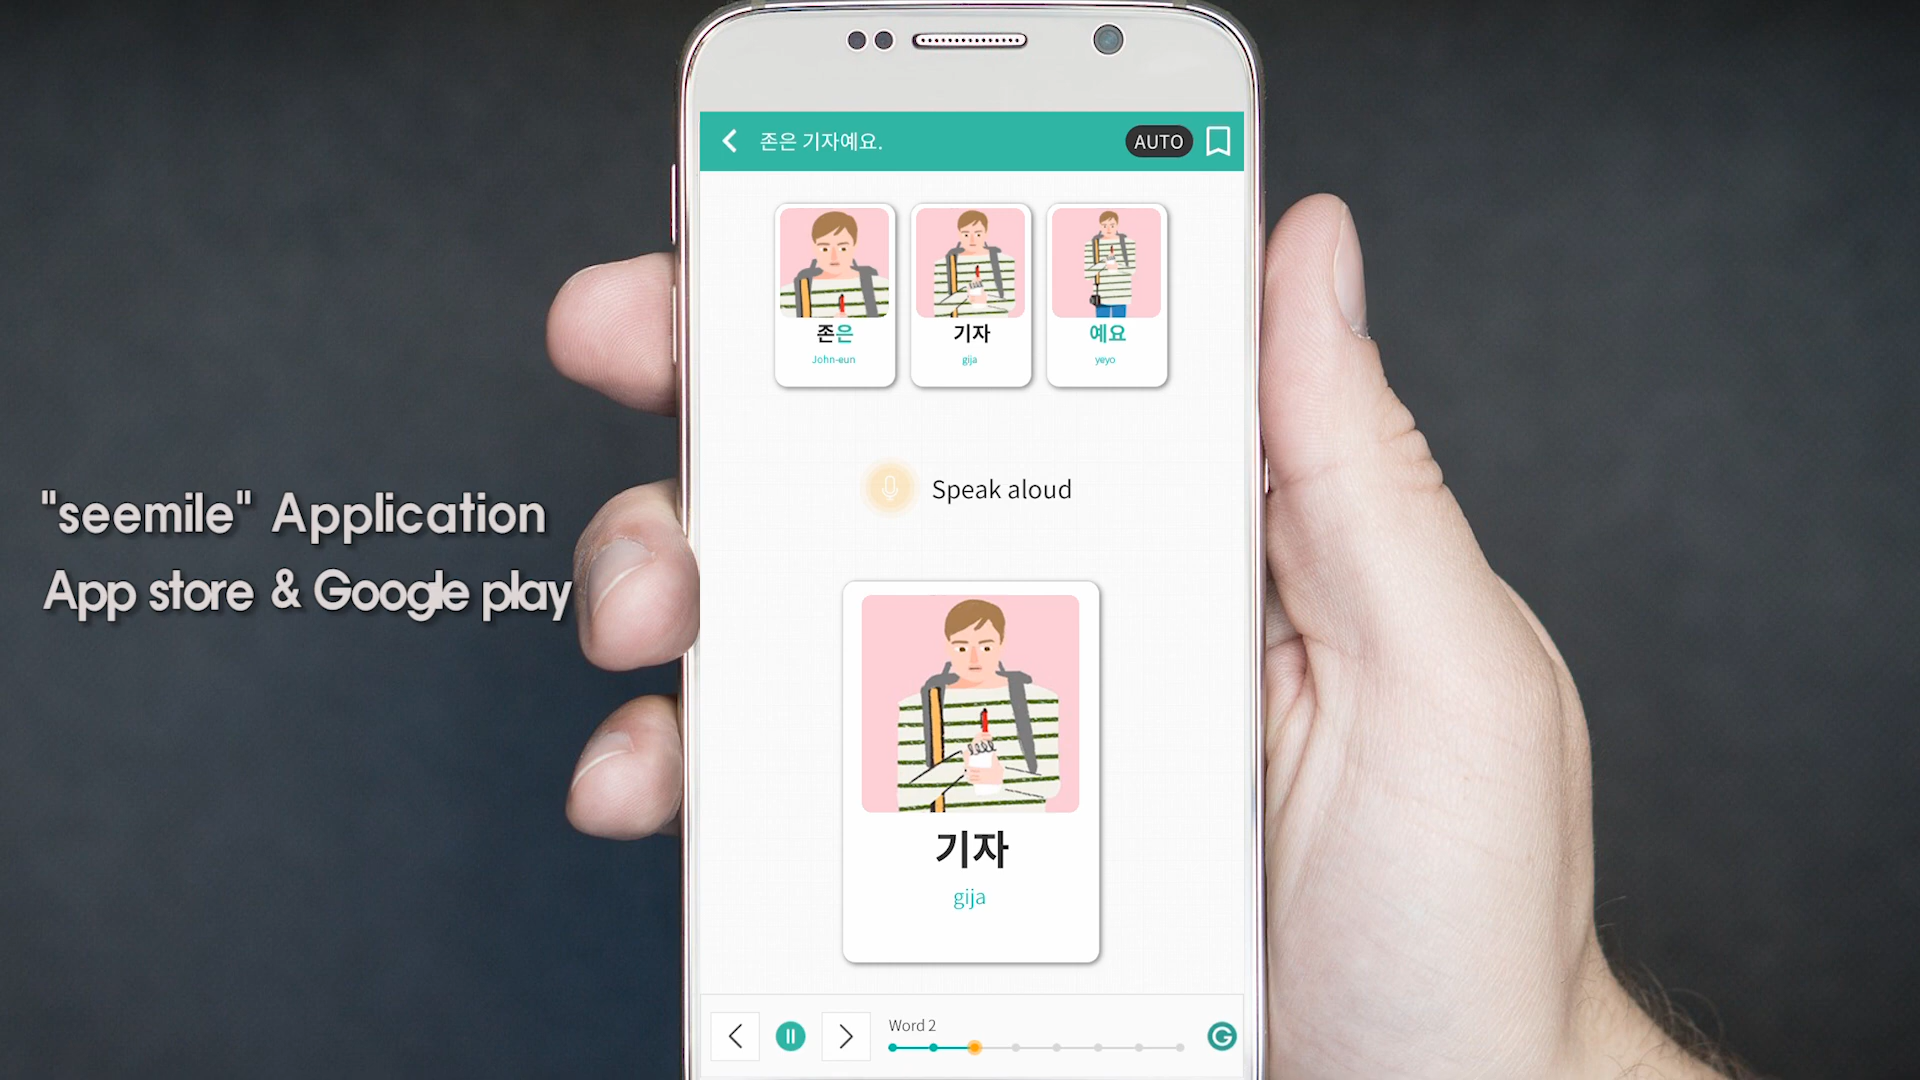 존은 기자예요.
AUTO
존은
John-eun
기자
gija
예요
yeyo
Speak aloud
"seemile" Application
App store & Google play
기자
gija
Word 2
G